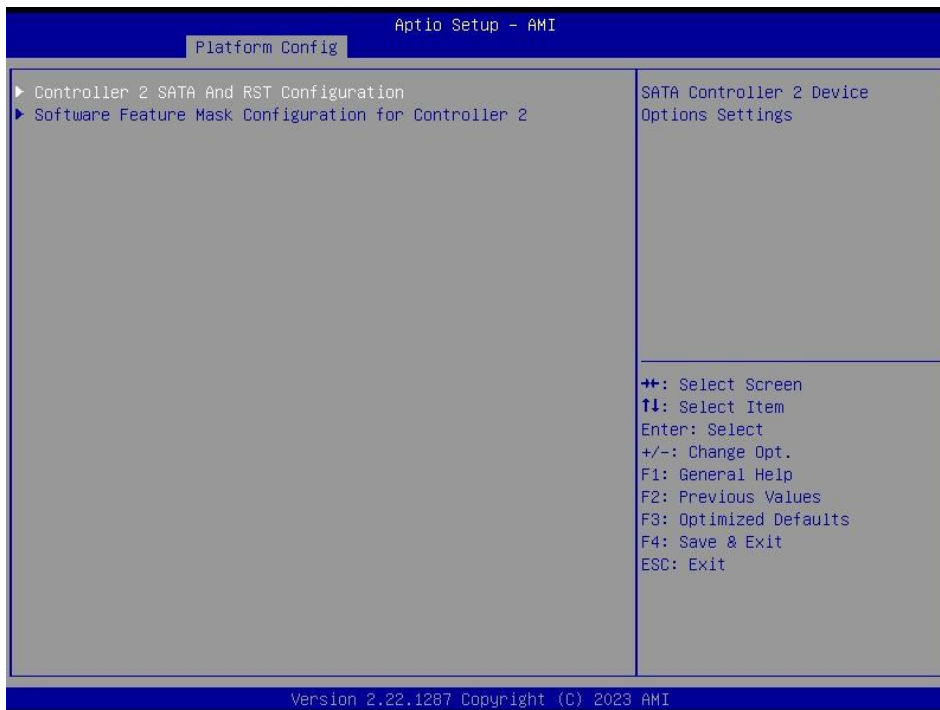 Aptio Setup – AMI
Platform Config
▶ Controller 2 SATA And RST Configuration
▶ Software Feature Mask Configuration for Controller 2
SATA Controller 2 Device
Options Settings
→←: Select Screen
↑↓: Select Item
Enter: Select
+/-: Change Opt.
F1: General Help
F2: Previous Values
F3: Optimized Defaults
F4: Save & Exit
ESC: Exit
Version 2.22.1287 Copyright (C) 2023 AMI